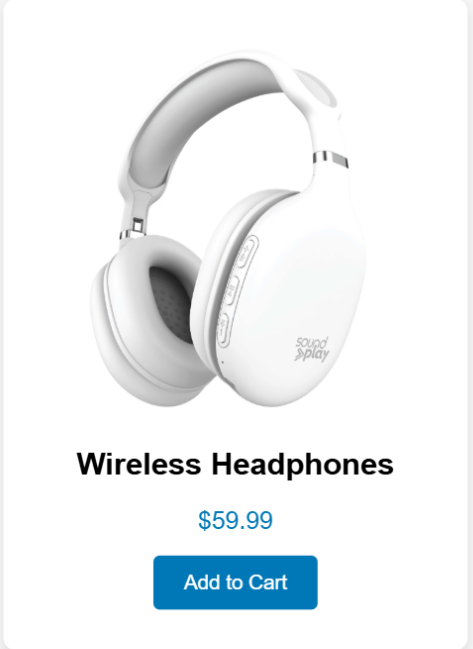 sound
play
Wireless Headphones
$59.99
Add to Cart